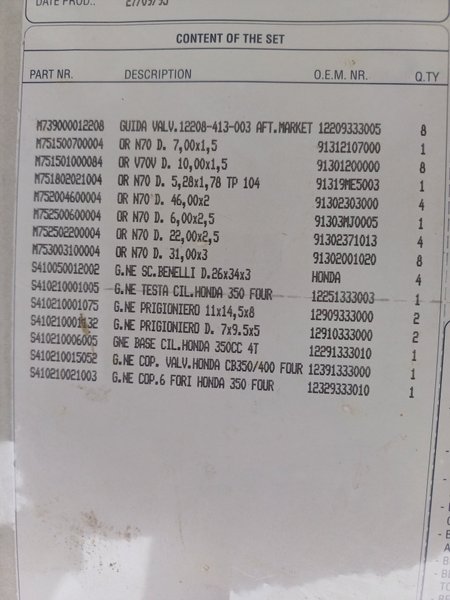 DATE PROD.: 27/09/93
CONTENT OF THE SET
PART NR. DESCRIPTION O.E.M. NR. Q.TY
M739000012208 GUIDA VALV.12208-413-003 AFT.MARKET 12209333005 8
M751500700004 OR N70 D. 7,00x1,5 91312107000 1
M751501000084 OR V70V D. 10,00x1,5 91301200000 8
M751802021004 OR N70 D. 5,28x1,78 TP 104 91319ME5003 1
M752004600004 OR N70 D. 46,00x2 91302303000 4
M752500600004 OR N70 D. 6,00x2,5 91303MJ0005 1
M752502200004 OR N70 D. 22,00x2,5 91302371013 4
M753003100004 OR N70 D. 31,00x3 91302001020 8
S410050012002 G.NE SC.BENELLI D.26x34x3 HONDA 4
S410210001005 G.NE TESTA CIL.HONDA 350 FOUR 12251333003 1
S410210001075 G.NE PRIGIONIERO 11x14,5x8 12909333000 2
S410210001132 G.NE PRIGIONIERO D. 7x9.5x5 12910333000 2
S410210006005 GNE BASE CIL.HONDA 350CC 4T 12291333010 1
S410210015052 G.NE COP. VALV.HONDA CB350/400 FOUR 12391333000 1
S410210021003 G.NE COP.6 FORI HONDA 350 FOUR 12329333010 1